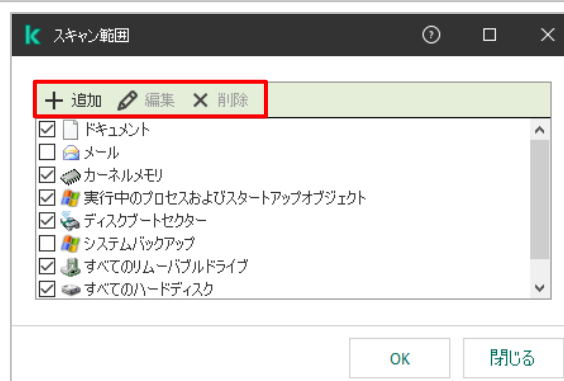 スキャン範囲
追加 編集 削除
ドキュメント
メール
カーネルメモリ
実行中のプロセスおよびスタートアップオブジェクト
ディスクブートセクター
システムバックアップ
すべてのリムーバブルドライブ
すべてのハードディスク
OK 閉じる